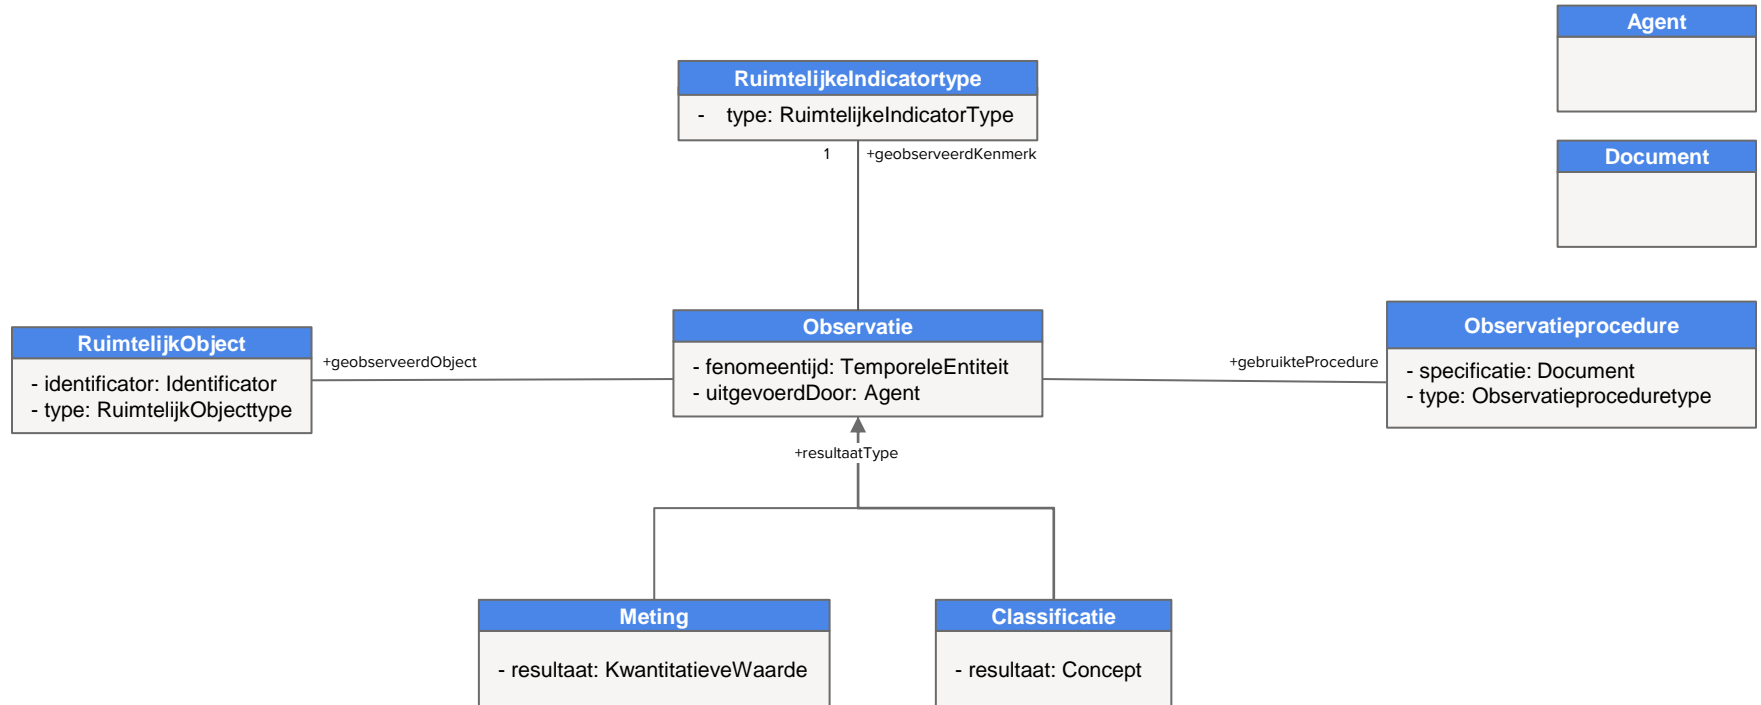 Agent
RuimtelijkeIndicatortype
- type: RuimtelijkeIndicatorType
1 +geobserveerdKenmerk
Document
RuimtelijkObject
- identificator: Identificator
- type: RuimtelijkObjecttype
+geobserveerdObject
Observatie
- fenomeentijd: TemporeleEntiteit
- uitgevoerdDoor: Agent
+gebruikteProcedure
Observatieprocedure
- specificatie: Document
- type: Observatieproceduretype
+resultaatType
Meting
- resultaat: KwantitatieveWaarde
Classificatie
- resultaat: Concept